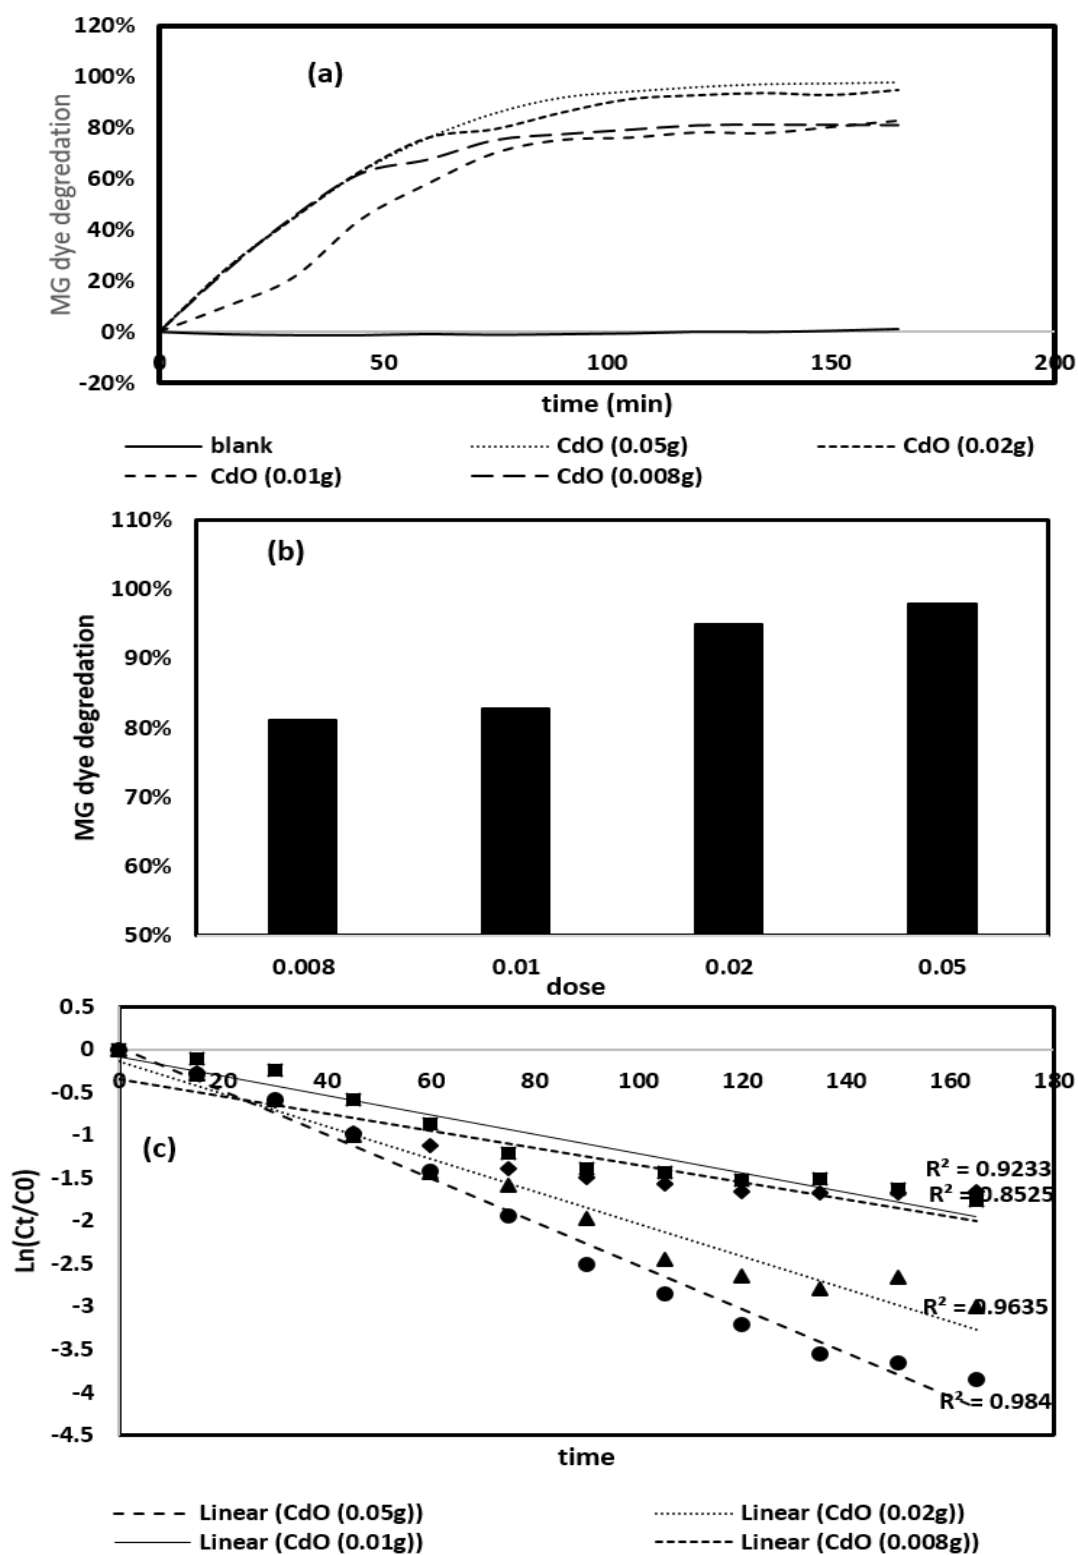 120%
100%
80%
60%
40%
20%
0%
-20%
MG dye degredation
(a)
0 50 100 150 200
time (min)
blank CdO (0.05g) CdO (0.02g)
CdO (0.01g) CdO (0.008g)
110%
100%
90%
80%
70%
60%
50%
MG dye degredation
(b)
0.008 0.01 0.02 0.05
dose
0.5
0
-0.5
-1
-1.5
-2
-2.5
-3
-3.5
-4
-4.5
Ln(Ct/C0)
0 20 40 60 80 100 120 140 160 180
(c)
R² = 0.9233
R² = 0.8525
R² = 0.9635
R² = 0.984
time
Linear (CdO (0.05g)) Linear (CdO (0.02g))
Linear (CdO (0.01g)) Linear (CdO (0.008g))